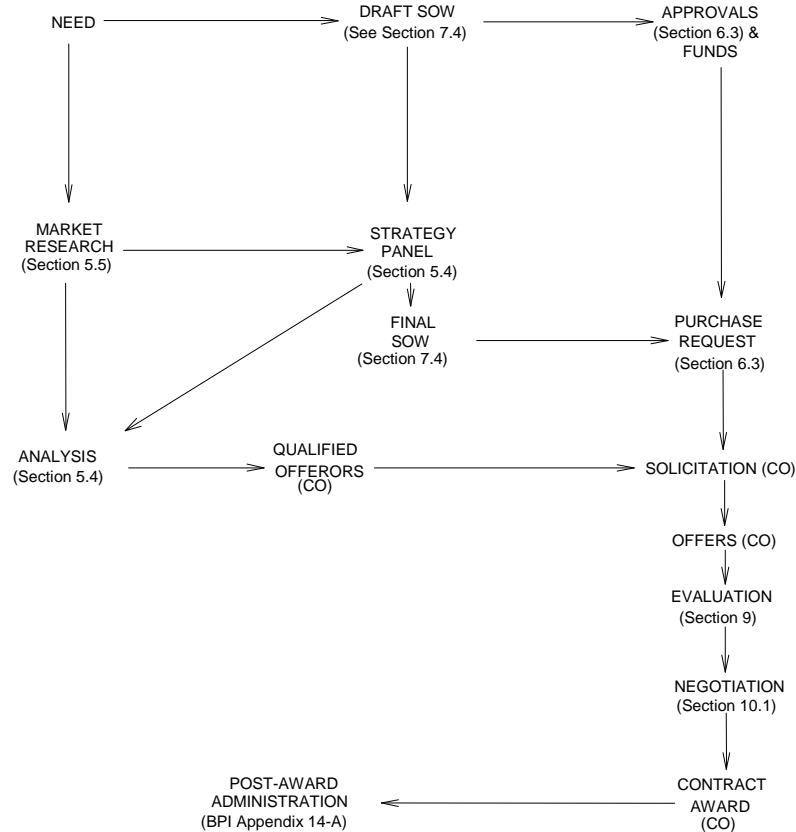 NEED
DRAFT SOW
(See Section 7.4)
APPROVALS
(Section 6.3) &
FUNDS
MARKET
RESEARCH
(Section 5.5)
STRATEGY
PANEL
(Section 5.4)
FINAL
SOW
(Section 7.4)
PURCHASE
REQUEST
(Section 6.3)
ANALYSIS
(Section 5.4)
QUALIFIED
OFFERORS
(CO)
SOLICITATION (CO)
OFFERS (CO)
EVALUATION
(Section 9)
NEGOTIATION
(Section 10.1)
CONTRACT
AWARD
(CO)
POST-AWARD
ADMINISTRATION
(BPI Appendix 14-A)